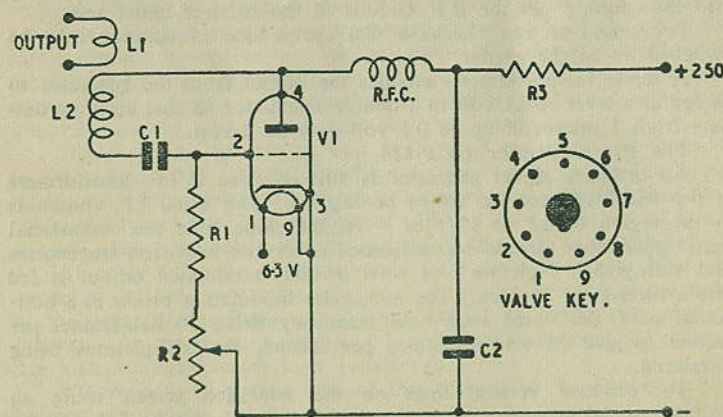 OUTPUT
L1
L2
C1
R.F.C.
R3
+250
4
V1
2
3
1
9
6·3 V
R1
R2
C2
5
4
6
3
7
2
8
1
9
VALVE KEY.